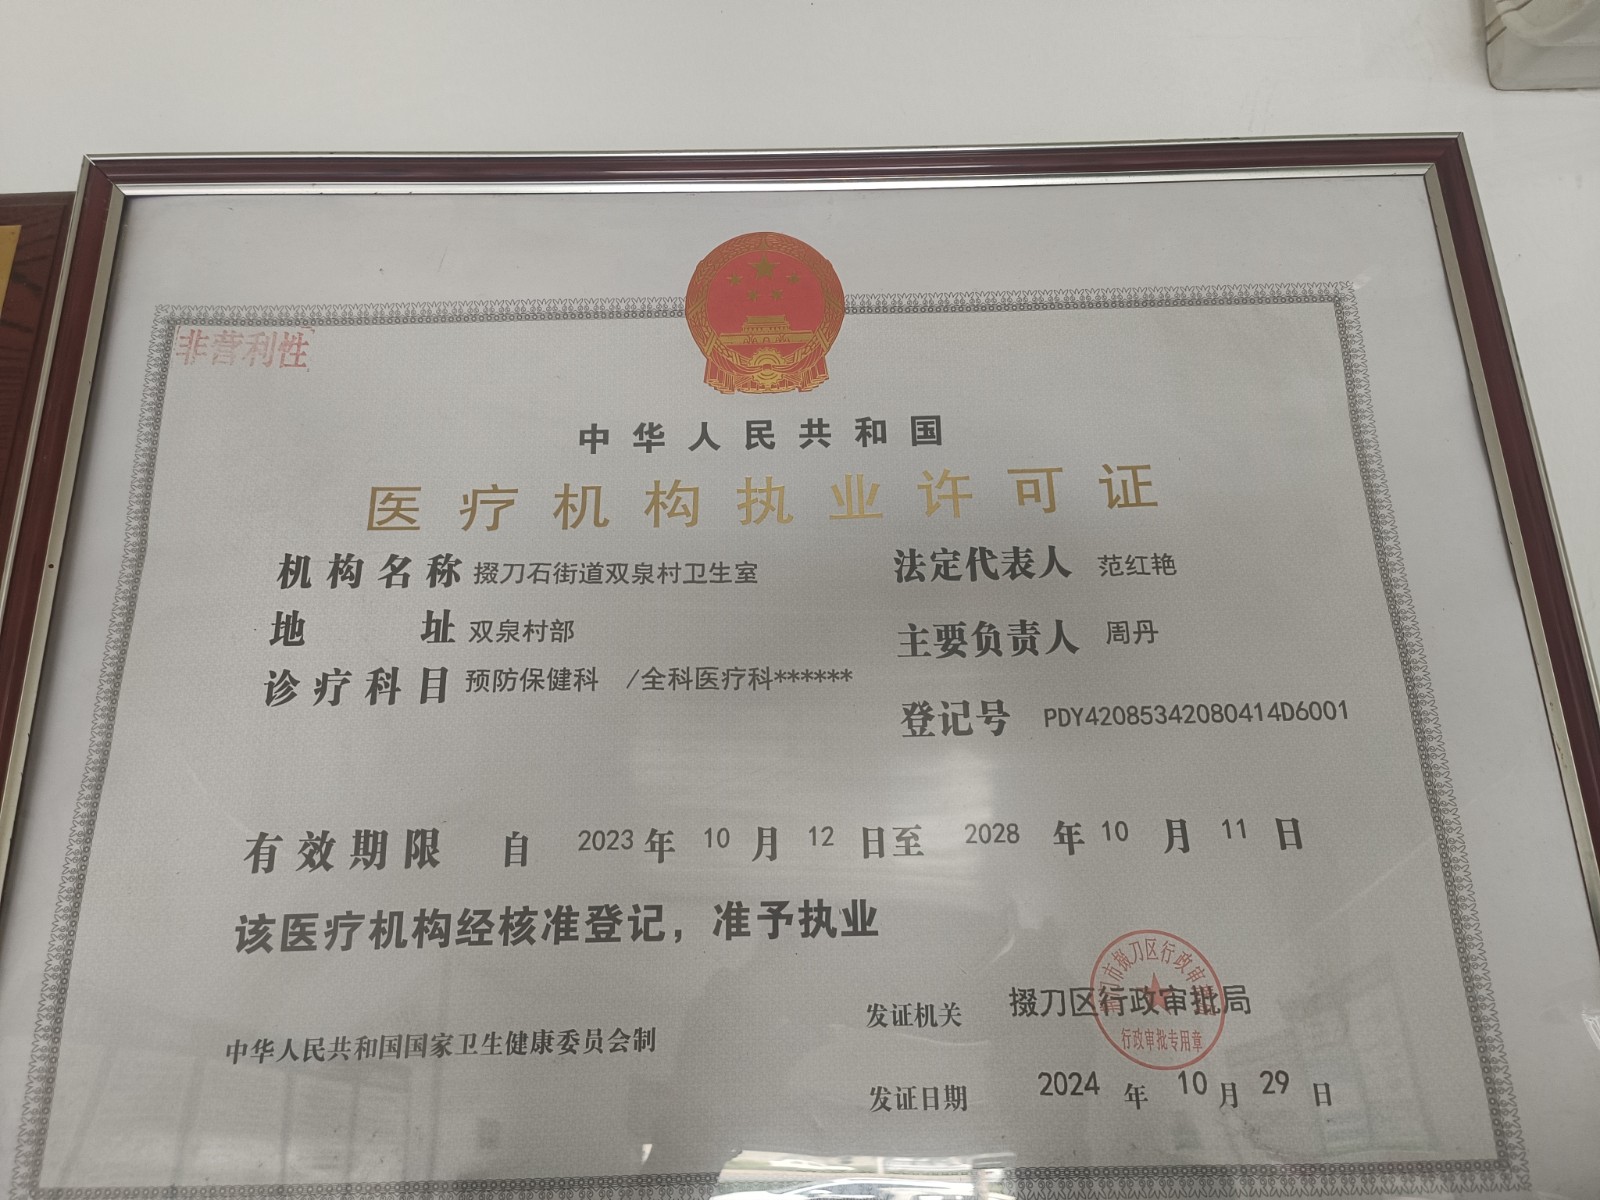 非营利性
中华人民共和国
医疗机构执业许可证
机构名称 掇刀石街道双泉村卫生室
法定代表人 范红艳
地址 双泉村部
主要负责人 周丹
诊疗科目 预防保健科 /全科医疗科******
登记号 PDY42085342080414D6001
有效期限 自 2023 年 10 月 12 日至 2028 年 10 月 11 日
该医疗机构经核准登记，准予执业
发证机关 掇刀区行政审批局
行政审批专用章
中华人民共和国国家卫生健康委员会制
发证日期 2024 年 10 月 29 日